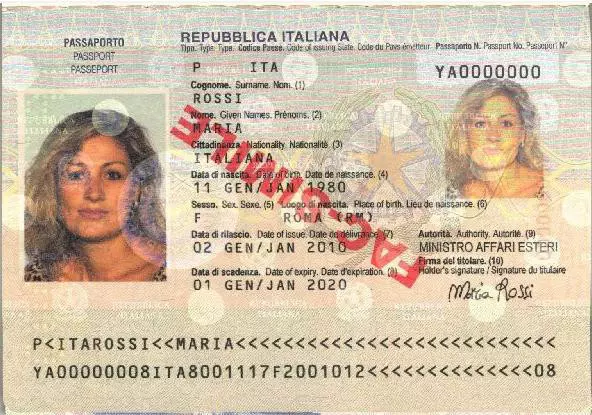 PASSAPORTO
PASSPORT
PASSEPORT
REPUBBLICA ITALIANA
Tipo. Type. Type. Codice Paese. Code of issuing State. Code du Pays émetteur. Passaporto N. Passport No. Passeport N°
P ITA YA0000000
Cognome. Surname. Nom. (1)
ROSSI
Nome. Given Names. Prénoms. (2)
MARIA
Cittadinanza. Nationality. Nationalité. (3)
ITALIANA
Data di nascita. Date of birth. Date de naissance. (4)
11 GEN/JAN 1980
Sesso. Sex. Sexe. (5) Luogo di nascita. Place of birth. Lieu de naissance. (6)
F ROMA (RM)
Data di rilascio. Date of issue. Date de délivrance. (7) Autorità. Authority. Autorité. (9)
02 GEN/JAN 2010 MINISTRO AFFARI ESTERI
Firma del titolare. (10)
Data di scadenza. Date of expiry. Date d'expiration. (8) Holder's signature / Signature du titulaire
01 GEN/JAN 2020
Maria Rossi
FAC-SIMILE
P<ITAROSSI<<MARIA<<<<<<<<<<<<<<<<<<<<<<<<<<<
YA00000008ITA8001117F2001012<<<<<<<<<<<<<<08